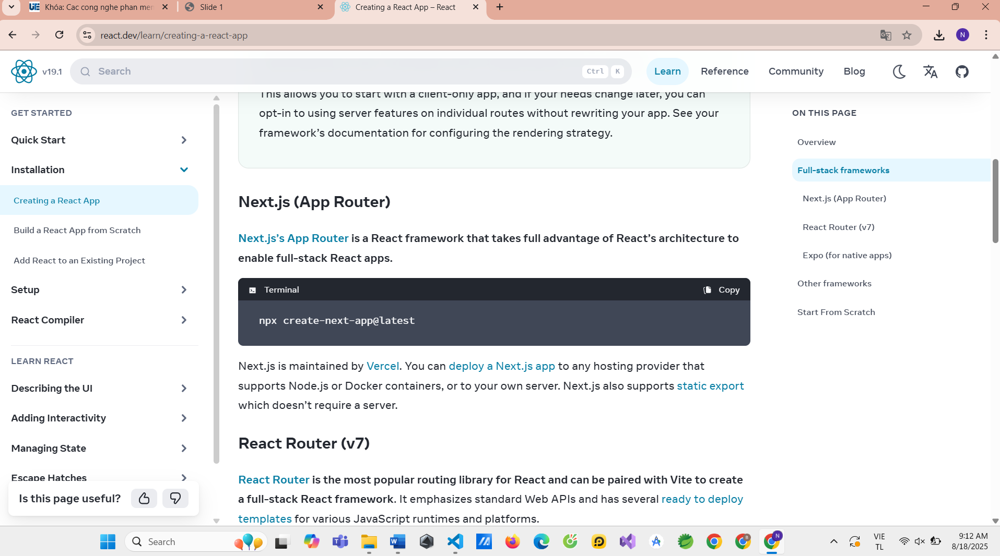 Khóa: Cac cong nghe phan men
Slide 1
Creating a React App – React
react.dev/learn/creating-a-react-app
N
v19.1
Search
Ctrl K
Learn
Reference
Community
Blog
GET STARTED
Quick Start
Installation
Creating a React App
Build a React App from Scratch
Add React to an Existing Project
Setup
React Compiler
LEARN REACT
Describing the UI
Adding Interactivity
Managing State
Escape Hatches
Is this page useful?
This allows you to start with a client-only app, and if your needs change later, you can
opt-in to using server features on individual routes without rewriting your app. See your
framework’s documentation for configuring the rendering strategy.
Next.js (App Router)
Next.js’s App Router is a React framework that takes full advantage of React’s architecture to
enable full-stack React apps.
Terminal
Copy
npx create-next-app@latest
Next.js is maintained by Vercel. You can deploy a Next.js app to any hosting provider that
supports Node.js or Docker containers, or to your own server. Next.js also supports static export
which doesn’t require a server.
React Router (v7)
React Router is the most popular routing library for React and can be paired with Vite to create
a full-stack React framework. It emphasizes standard Web APIs and has several ready to deploy
templates for various JavaScript runtimes and platforms.
ON THIS PAGE
Overview
Full-stack frameworks
Next.js (App Router)
React Router (v7)
Expo (for native apps)
Other frameworks
Start From Scratch
Search
VIE
TL
9:12 AM
8/18/2025